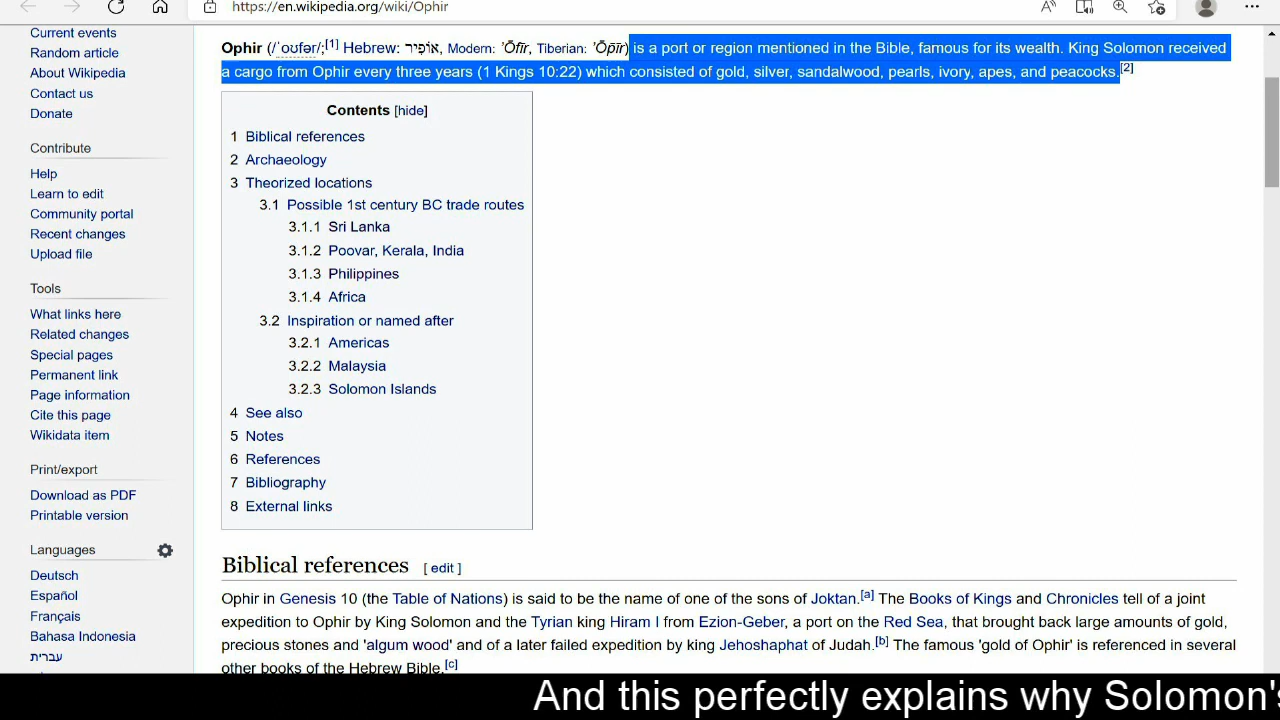 https://en.wikipedia.org/wiki/Ophir
Current events
Random article
About Wikipedia
Contact us
Donate
Contribute
Help
Learn to edit
Community portal
Recent changes
Upload file
Tools
What links here
Related changes
Special pages
Permanent link
Page information
Cite this page
Wikidata item
Print/export
Download as PDF
Printable version
Languages
Deutsch
Español
Français
Bahasa Indonesia
עברית
Ophir (/ˈoʊfər/;[1] Hebrew: אוֹפִיר, Modern: ʼŌfīr, Tiberian: ʼŌp̄īr) is a port or region mentioned in the Bible, famous for its wealth. King Solomon received
a cargo from Ophir every three years (1 Kings 10:22) which consisted of gold, silver, sandalwood, pearls, ivory, apes, and peacocks.[2]
Contents [hide]
1 Biblical references
2 Archaeology
3 Theorized locations
3.1 Possible 1st century BC trade routes
3.1.1 Sri Lanka
3.1.2 Poovar, Kerala, India
3.1.3 Philippines
3.1.4 Africa
3.2 Inspiration or named after
3.2.1 Americas
3.2.2 Malaysia
3.2.3 Solomon Islands
4 See also
5 Notes
6 References
7 Bibliography
8 External links
Biblical references [ edit ]
Ophir in Genesis 10 (the Table of Nations) is said to be the name of one of the sons of Joktan.[a] The Books of Kings and Chronicles tell of a joint
expedition to Ophir by King Solomon and the Tyrian king Hiram I from Ezion-Geber, a port on the Red Sea, that brought back large amounts of gold,
precious stones and 'algum wood' and of a later failed expedition by king Jehoshaphat of Judah.[b] The famous 'gold of Ophir' is referenced in several
other books of the Hebrew Bible.[c]
And this perfectly explains why Solomon's